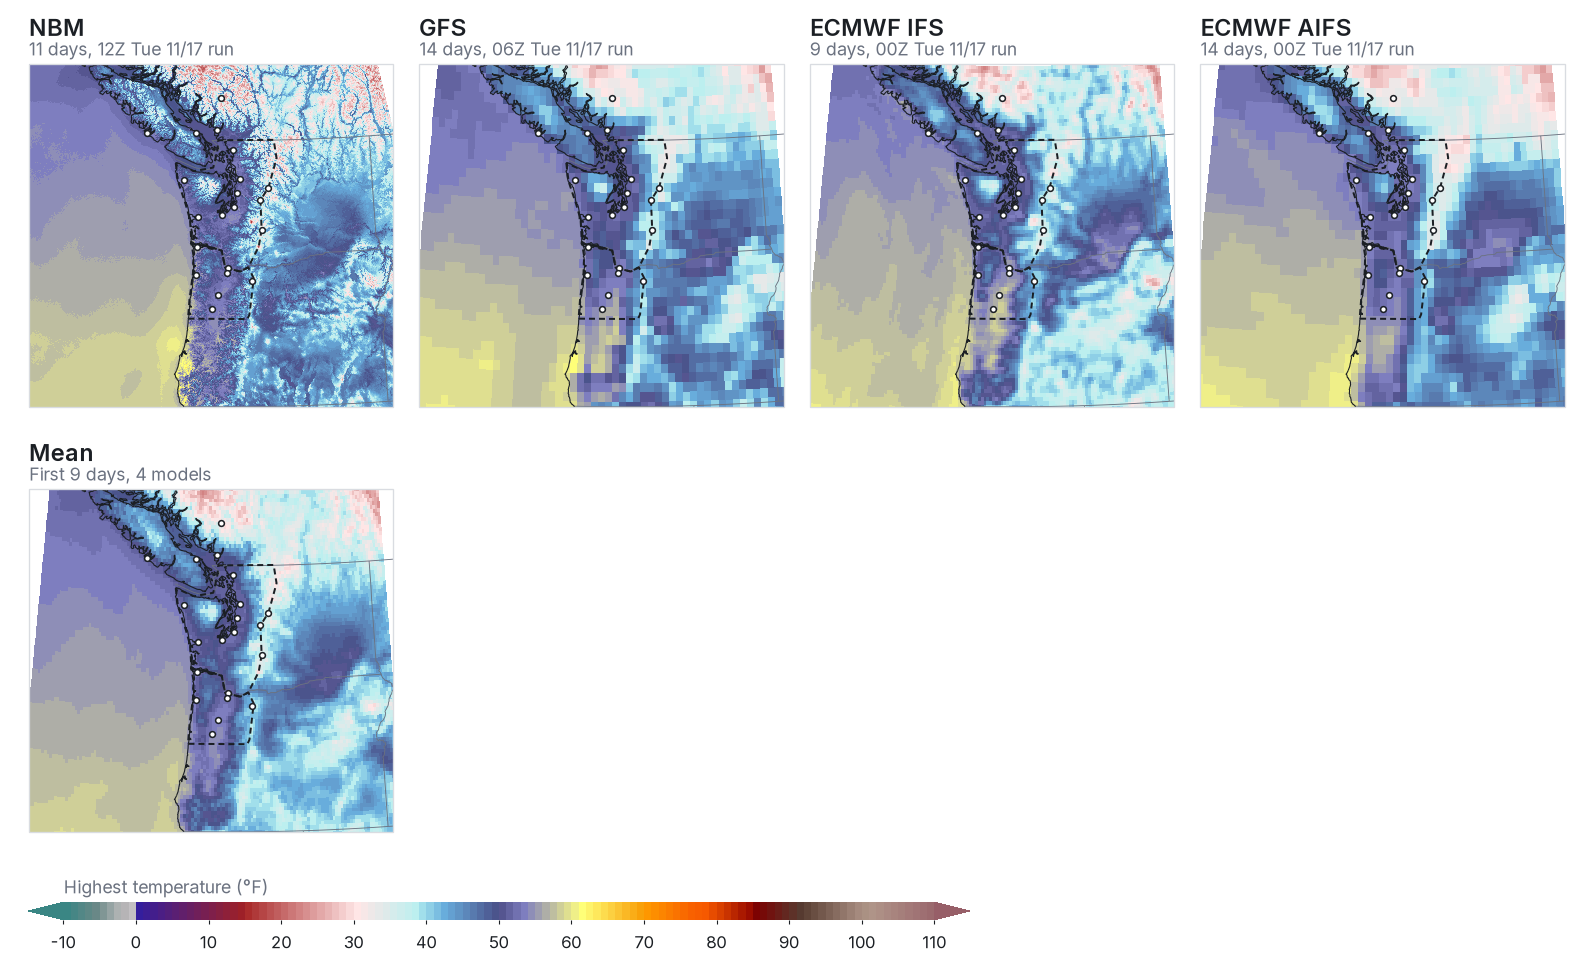 NBM
11 days, 12Z Tue 11/17 run
GFS
14 days, 06Z Tue 11/17 run
ECMWF IFS
9 days, 00Z Tue 11/17 run
ECMWF AIFS
14 days, 00Z Tue 11/17 run
Mean
First 9 days, 4 models
Highest temperature (°F)
-10 0 10 20 30 40 50 60 70 80 90 100 110